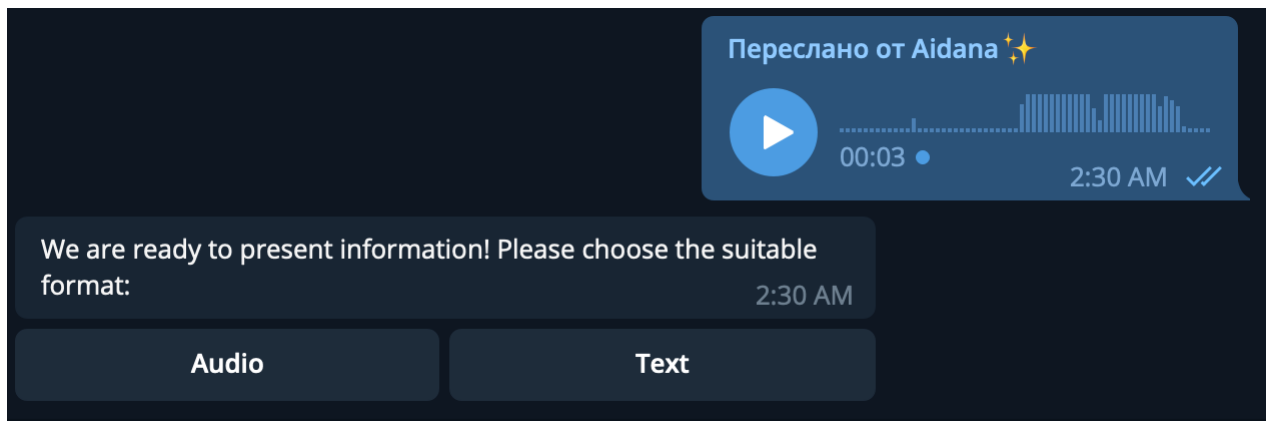 Переслано от Aidana✨
00:03
2:30 AM
We are ready to present information! Please choose the suitable
format:
2:30 AM
Audio
Text